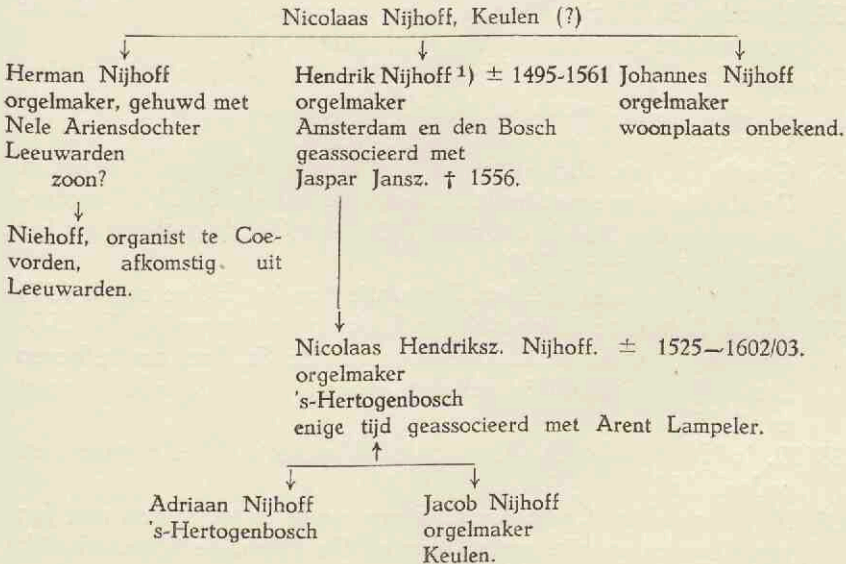 Nicolaas Nijhoff, Keulen (?)
Herman Nijhoff
orgelmaker, gehuwd met
Nele Ariensdochter
Leeuwarden
zoon?
Niehoff, organist te Coe-
vorden, afkomstig uit
Leeuwarden.
Hendrik Nijhoff ¹) ± 1495-1561
orgelmaker
Amsterdam en den Bosch
geassocieerd met
Jaspar Jansz. † 1556.
Johannes Nijhoff
orgelmaker
woonplaats onbekend.
Nicolaas Hendriksz. Nijhoff. ± 1525—1602/03.
orgelmaker
's-Hertogenbosch
enige tijd geassocieerd met Arent Lampeler.
Adriaan Nijhoff
's-Hertogenbosch
Jacob Nijhoff
orgelmaker
Keulen.